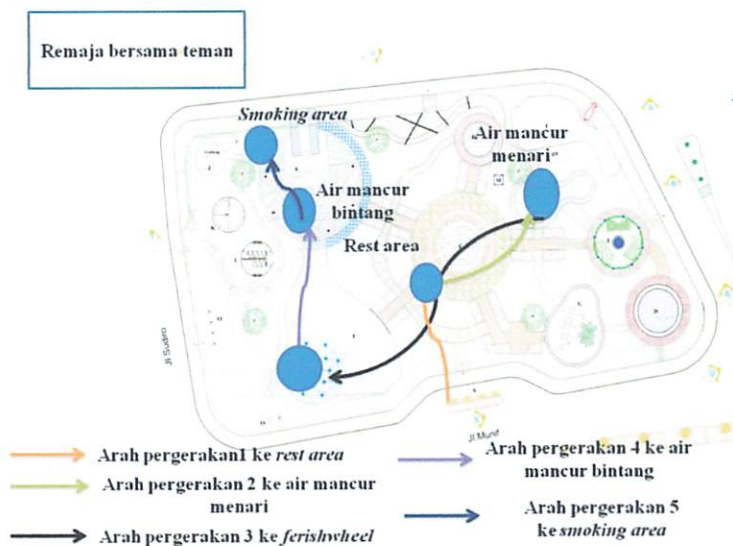 Remaja bersama teman
Smoking area
Air mancur
menari
Air mancur
bintang
Rest area
Jl Sudiro
Jl Munif
Arah pergerakan1 ke rest area
Arah pergerakan 2 ke air mancur
menari
Arah pergerakan 3 ke ferishwheel
Arah pergerakan 4 ke air
mancur bintang
Arah pergerakan 5
ke smoking area